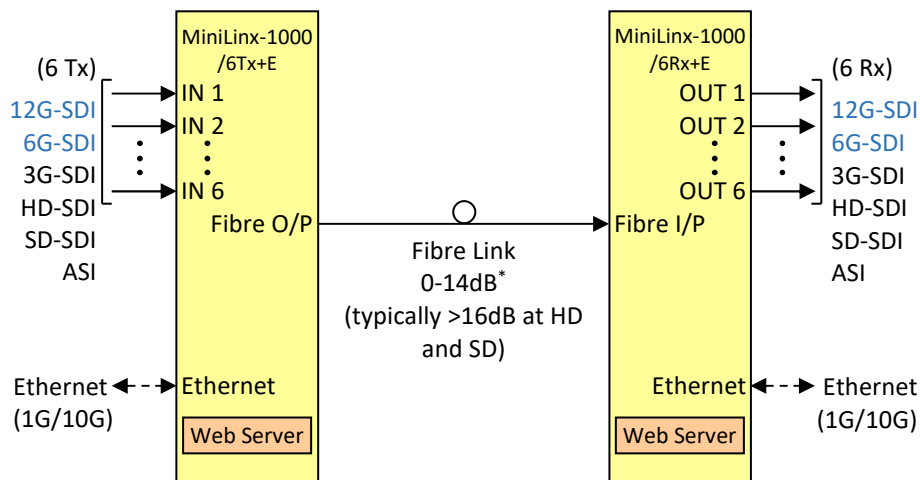 MiniLinx-1000
/6Tx+E
(6 Tx)
12G-SDI
6G-SDI
3G-SDI
HD-SDI
SD-SDI
ASI
IN 1
IN 2
IN 6
Fibre O/P
Ethernet
(1G/10G)
Ethernet
Web Server
Fibre Link
0-14dB*
(typically >16dB at HD
and SD)
MiniLinx-1000
/6Rx+E
OUT 1
OUT 2
OUT 6
Fibre I/P
Ethernet
Web Server
(6 Rx)
12G-SDI
6G-SDI
3G-SDI
HD-SDI
SD-SDI
ASI
Ethernet
(1G/10G)